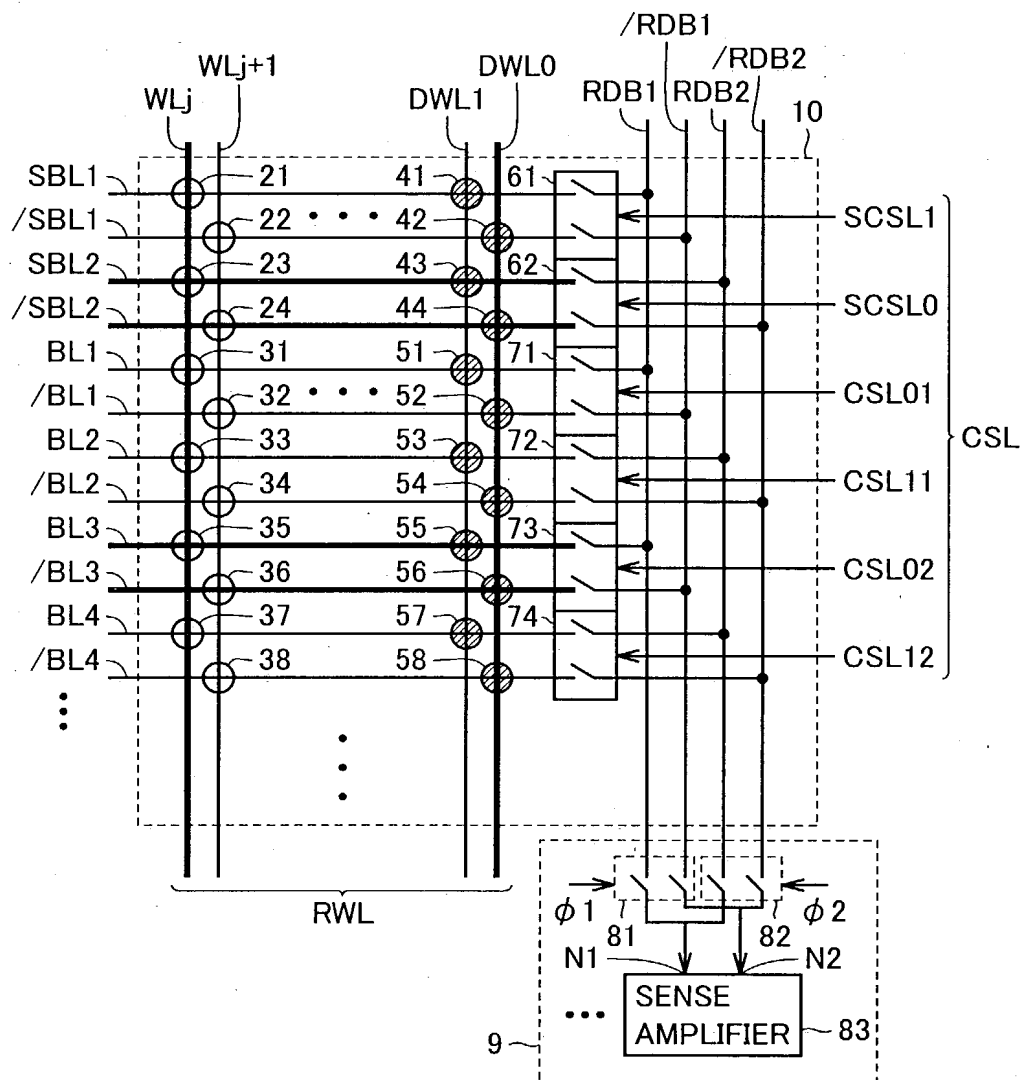 /RDB1
WLj+1 DWL0 /RDB2
WLj DWL1 RDB1 RDB2 10
SBL1 21 41 61
/SBL1 22 • • • 42 SCSL1
SBL2 23 43 62
/SBL2 24 44 SCSL0
BL1 31 51 71
/BL1 32 • • • 52 CSL01
BL2 33 53 72 CSL
/BL2 34 54 CSL11
BL3 35 55 73
/BL3 36 56 CSL02
BL4 37 57 74
/BL4 38 58 CSL12
RWL
ϕ1 81 82 ϕ2
N1 N2
SENSE
AMPLIFIER 83
9